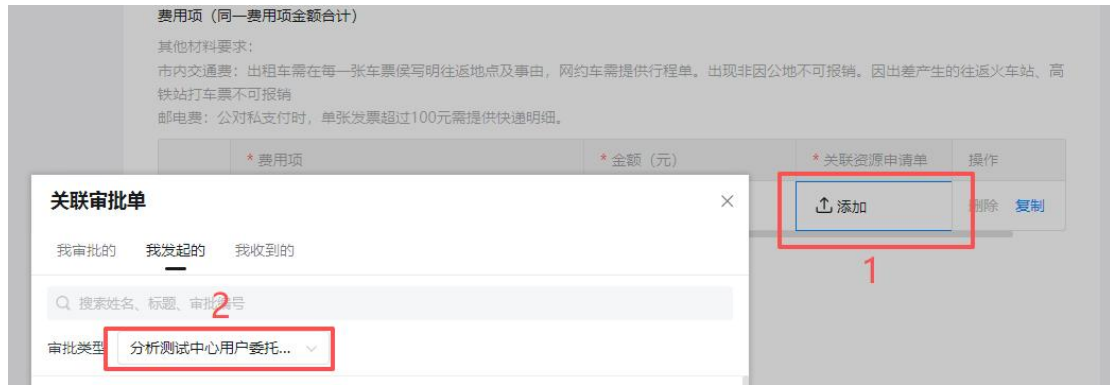 费用项（同一费用项金额合计）
其他材料要求：
市内交通费：出租车需在每一张车票侯写明往返地点及事由，网约车需提供行程单。出现非因公地不可报销。因出差产生的往返火车站、高
铁站打车票不可报销
邮电费：公对私支付时，单张发票超过100元需提供快递明细。
* 费用项 * 金额（元） * 关联资源申请单 操作
添加 删除 复制
1
关联审批单
我审批的 我发起的 我收到的
搜索姓名、标题、审批编号
2
审批类型 分析测试中心用户委托...